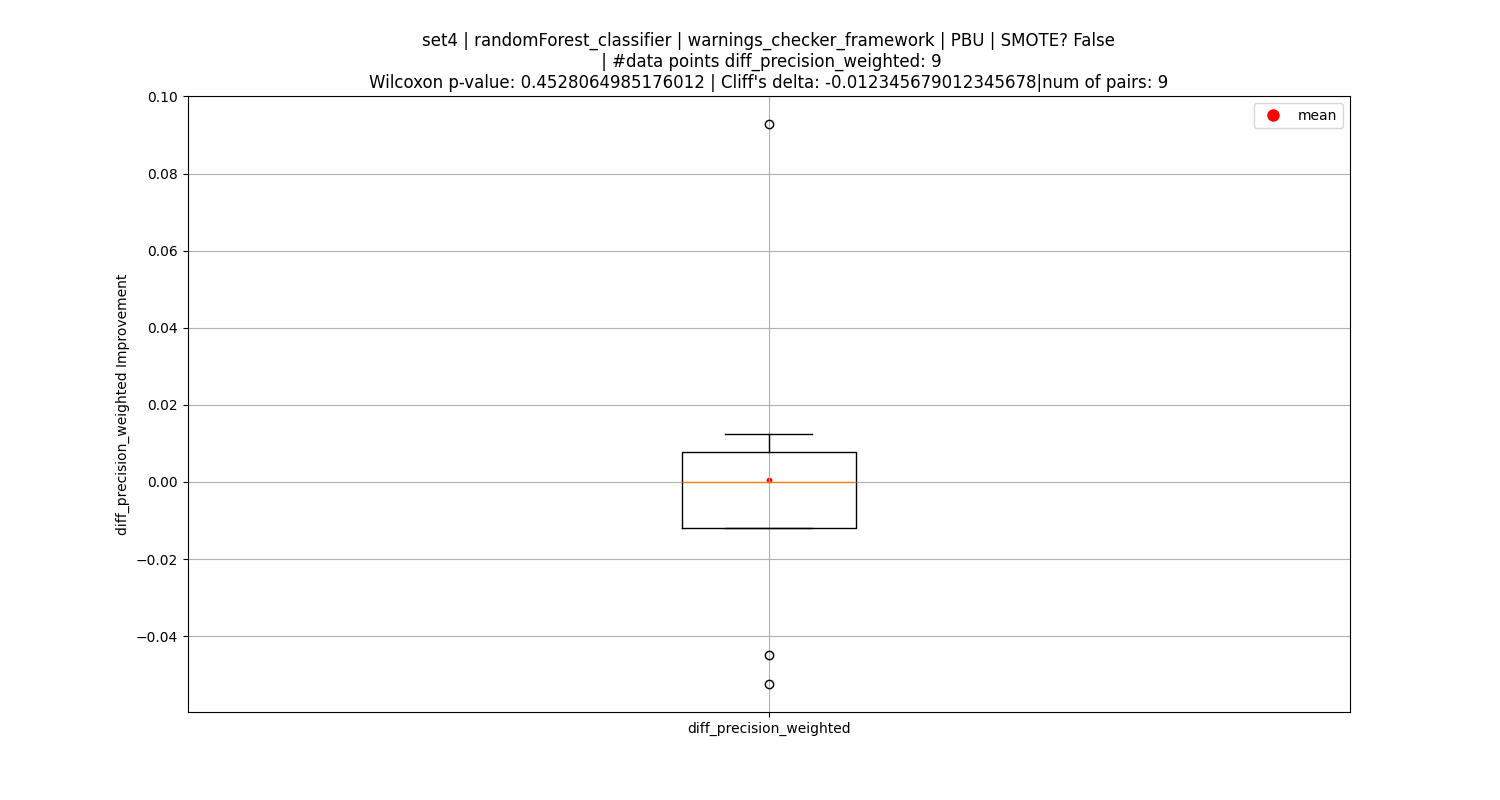 set4 | randomForest_classifier | warnings_checker_framework | PBU | SMOTE? False
| #data points diff_precision_weighted: 9
Wilcoxon p-value: 0.4528064985176012 | Cliff's delta: -0.012345679012345678|num of pairs: 9
mean
0.10
0.08
0.06
0.04
0.02
0.00
−0.02
−0.04
diff_precision_weighted Improvement
diff_precision_weighted